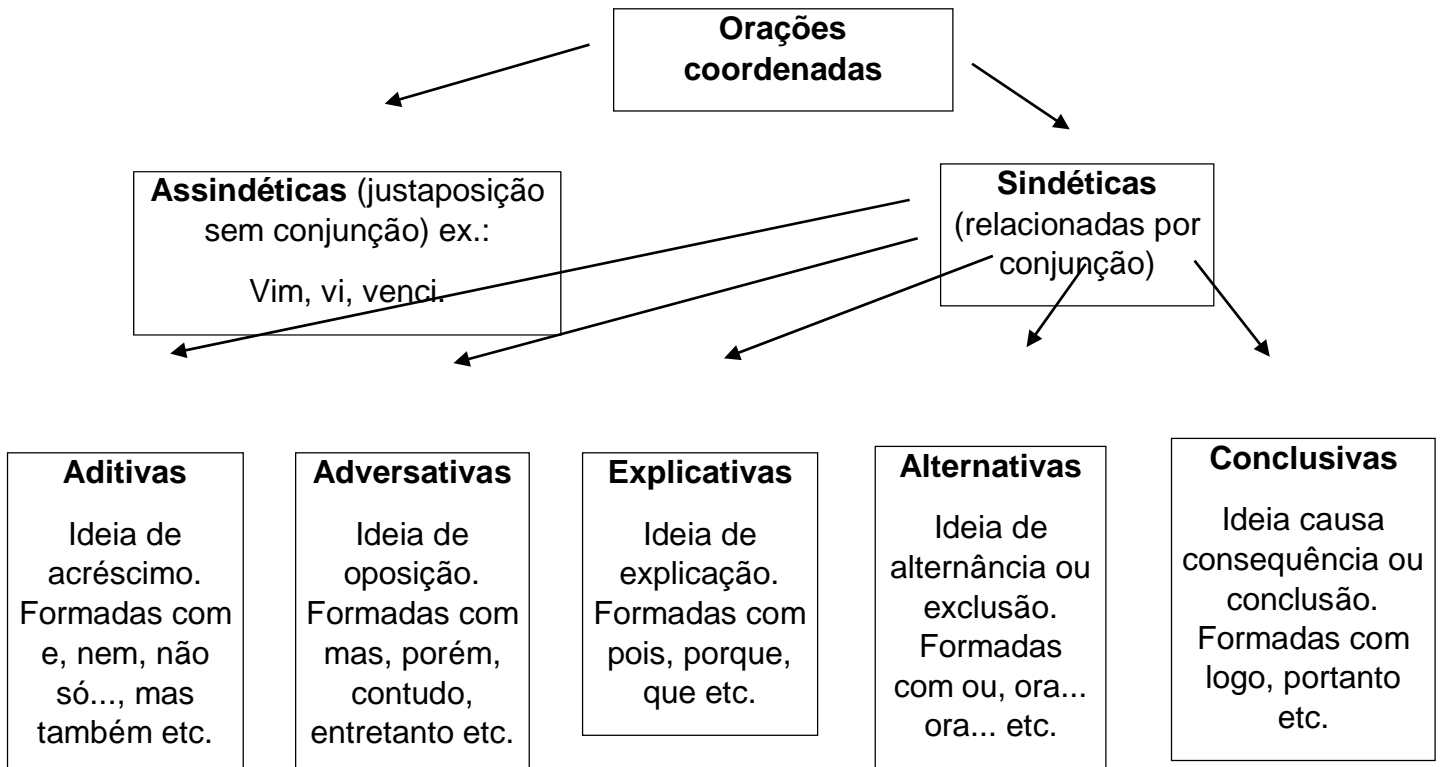 Orações
coordenadas
Assindéticas (justaposição
sem conjunção) ex.:
Vim, vi, venci.
Sindéticas
(relacionadas por
conjunção)
Aditivas
Ideia de
acréscimo.
Formadas com
e, nem, não
só..., mas
também etc.
Adversativas
Ideia de
oposição.
Formadas com
mas, porém,
contudo,
entretanto etc.
Explicativas
Ideia de
explicação.
Formadas com
pois, porque,
que etc.
Alternativas
Ideia de
alternância ou
exclusão.
Formadas
com ou, ora...
ora... etc.
Conclusivas
Ideia causa
consequência ou
conclusão.
Formadas com
logo, portanto
etc.